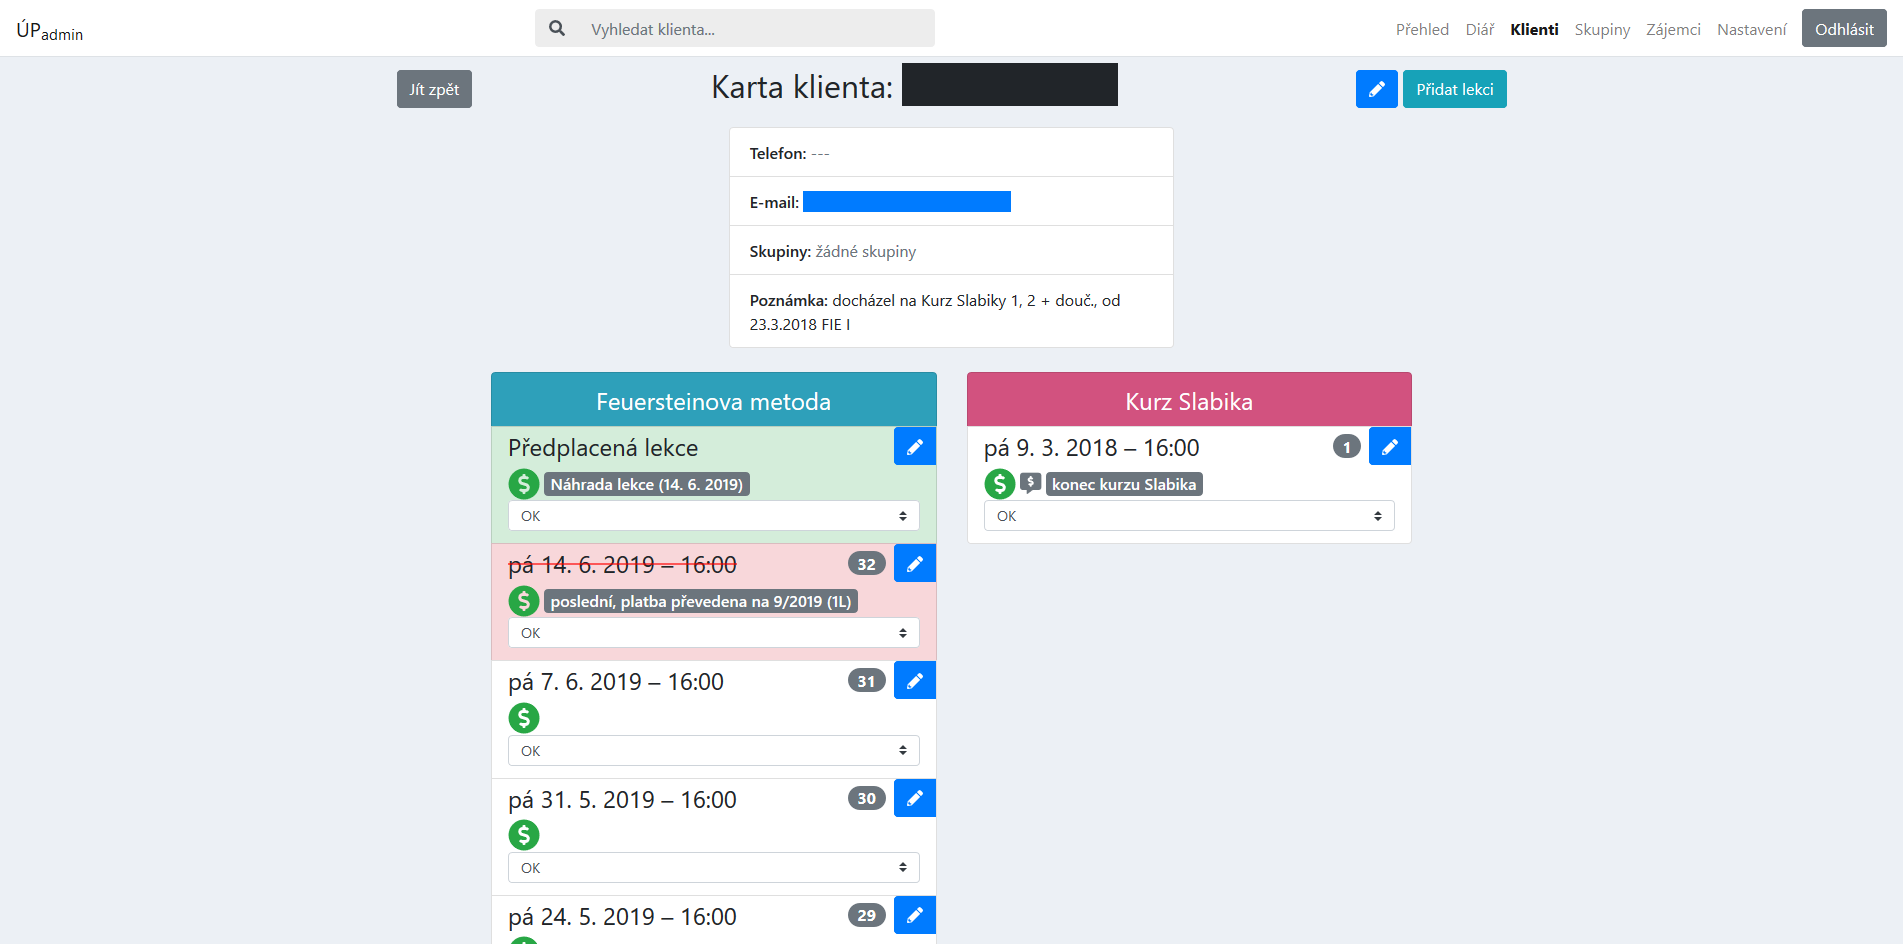 ÚPadmin
Vyhledat klienta...
Přehled Diář Klienti Skupiny Zájemci Nastavení Odhlásit
Jít zpět
Karta klienta:
Přidat lekci
Telefon: ---
E-mail:
Skupiny: žádné skupiny
Poznámka: docházel na Kurz Slabiky 1, 2 + douč., od
23.3.2018 FIE I
Feuersteinova metoda
Předplacená lekce
Náhrada lekce (14. 6. 2019)
OK
pá 14. 6. 2019 – 16:00 32
poslední, platba převedena na 9/2019 (1L)
OK
pá 7. 6. 2019 – 16:00 31
OK
pá 31. 5. 2019 – 16:00 30
OK
pá 24. 5. 2019 – 16:00 29
Kurz Slabika
pá 9. 3. 2018 – 16:00 1
konec kurzu Slabika
OK